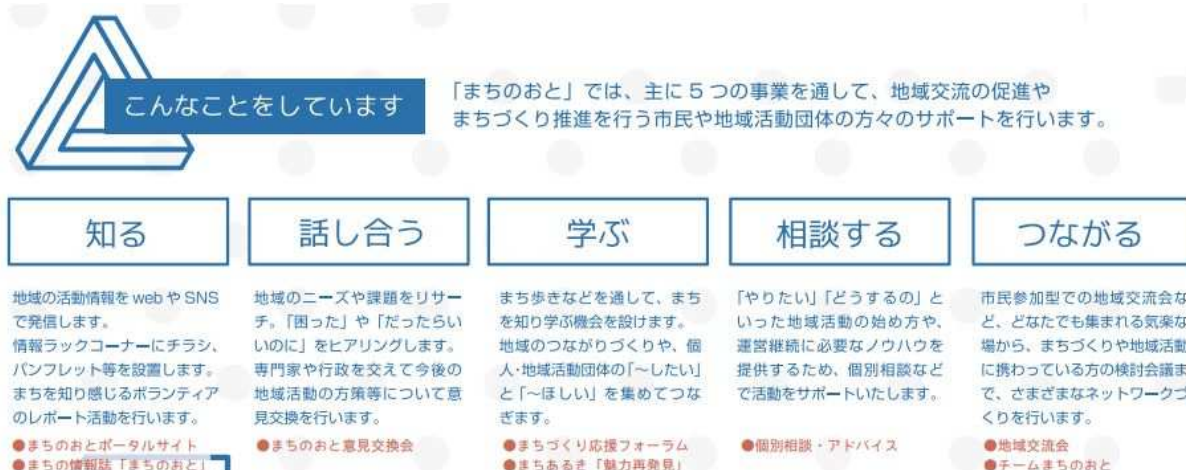 こんなことをしています
「まちのおと」では、主に5つの事業を通して、地域交流の促進や
まちづくり推進を行う市民や地域活動団体の方々のサポートを行います。
知る
地域の活動情報を web や SNS
で発信します。
情報ラックコーナーにチラシ、
パンフレット等を設置します。
まちを知り感じるボランティア
のレポート活動を行います。
●まちのおとポータルサイト
●まちの情報誌「まちのおと」
話し合う
地域のニーズや課題をリサー
チ。「困った」や「だったらい
いのに」をヒアリングします。
専門家や行政を交えて今後の
地域活動の方策等について意
見交換を行います。
●まちのおと意見交換会
学ぶ
まち歩きなどを通して、まち
を知り学ぶ機会を設けます。
地域のつながりづくりや、個
人・地域活動団体の「～したい」
と「～ほしい」を集めてつな
ぎます。
●まちづくり応援フォーラム
●まちあるき「魅力再発見」
相談する
「やりたい」「どうするの」と
いった地域活動の始め方や、
運営継続に必要なノウハウを
提供するため、個別相談など
で活動をサポートいたします。
●個別相談・アドバイス
つながる
市民参加型での地域交流会な
ど、どなたでも集まれる気楽な
場から、まちづくりや地域活動
に携わっている方の検討会議ま
で、さまざまなネットワークづ
くりを行います。
●地域交流会
●チームまちのおと